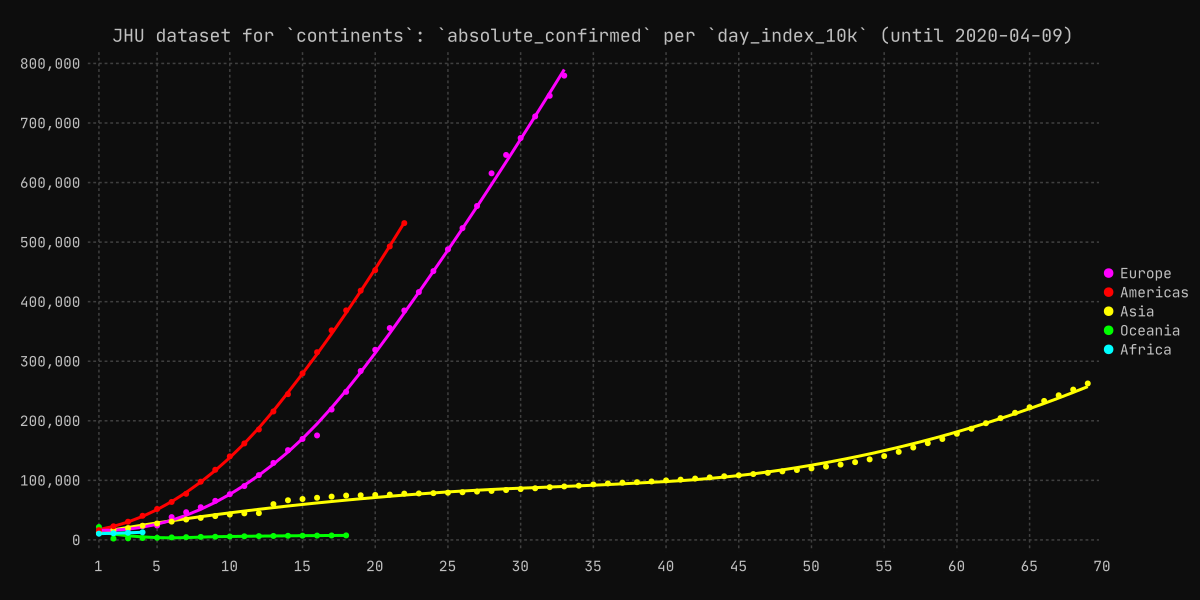 JHU dataset for `continents`: `absolute_confirmed` per `day_index_10k` (until 2020-04-09)
800,000
700,000
600,000
500,000
400,000
300,000
200,000
100,000
0
1 5 10 15 20 25 30 35 40 45 50 55 60 65 70
Europe
Americas
Asia
Oceania
Africa